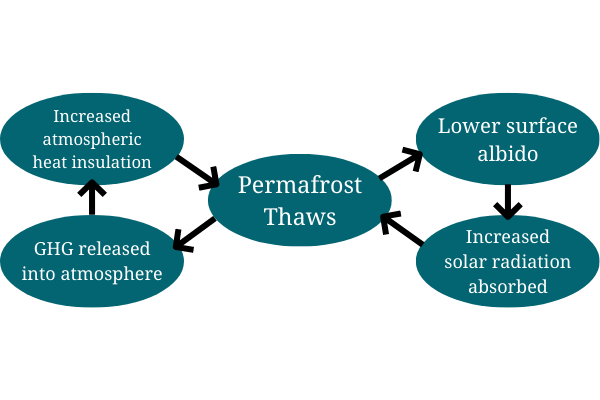 Increased
atmospheric
heat insulation
Lower surface
albido
Permafrost
Thaws
GHG released
into atmosphere
Increased
solar radiation
absorbed